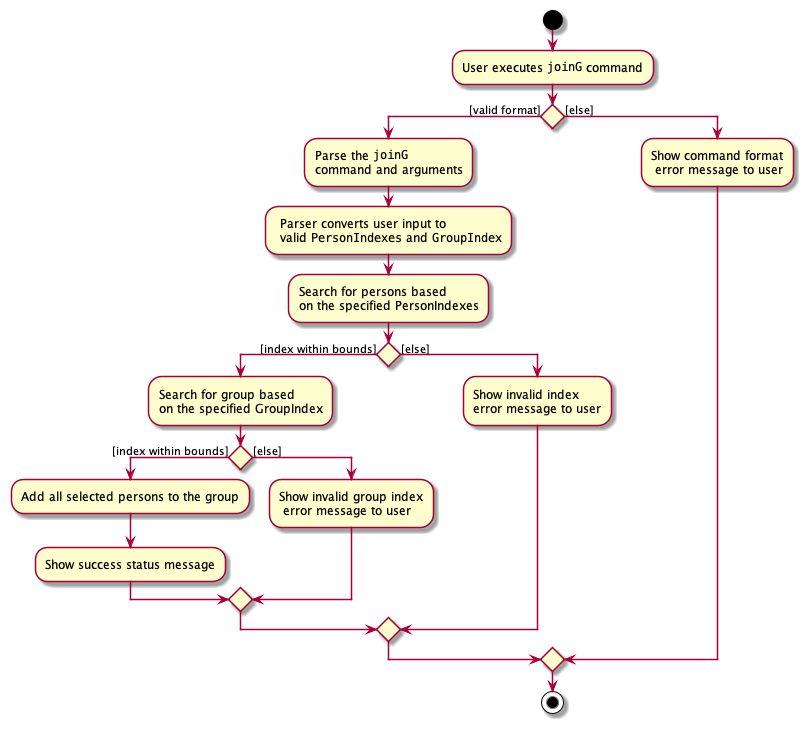 User executes joinG command
[valid format]
[else]
Parse the joinG
command and arguments
Show command format
error message to user
Parser converts user input to
valid PersonIndexes and GroupIndex
Search for persons based
on the specified PersonIndexes
[index within bounds]
[else]
Search for group based
on the specified GroupIndex
Show invalid index
error message to user
[index within bounds]
[else]
Add all selected persons to the group
Show invalid group index
error message to user
Show success status message